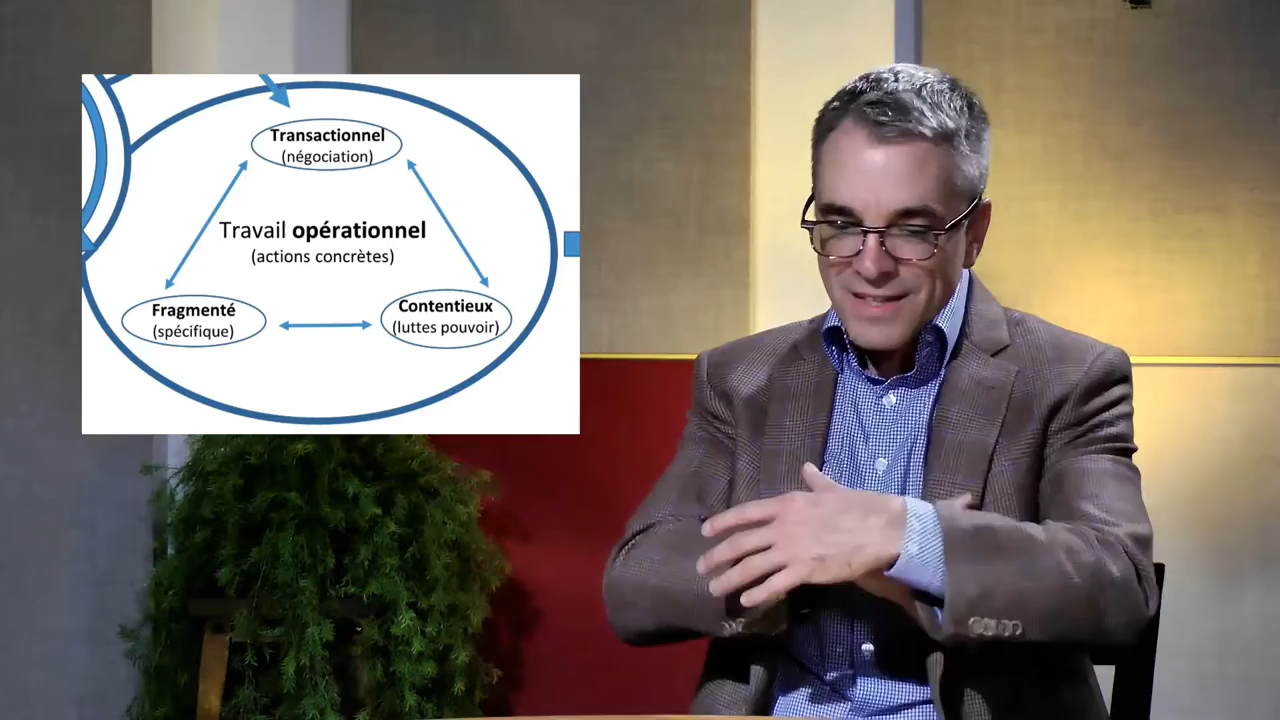 Transactionnel
(négociation)
Travail opérationnel
(actions concrètes)
Fragmenté
(spécifique)
Contentieux
(luttes pouvoir)